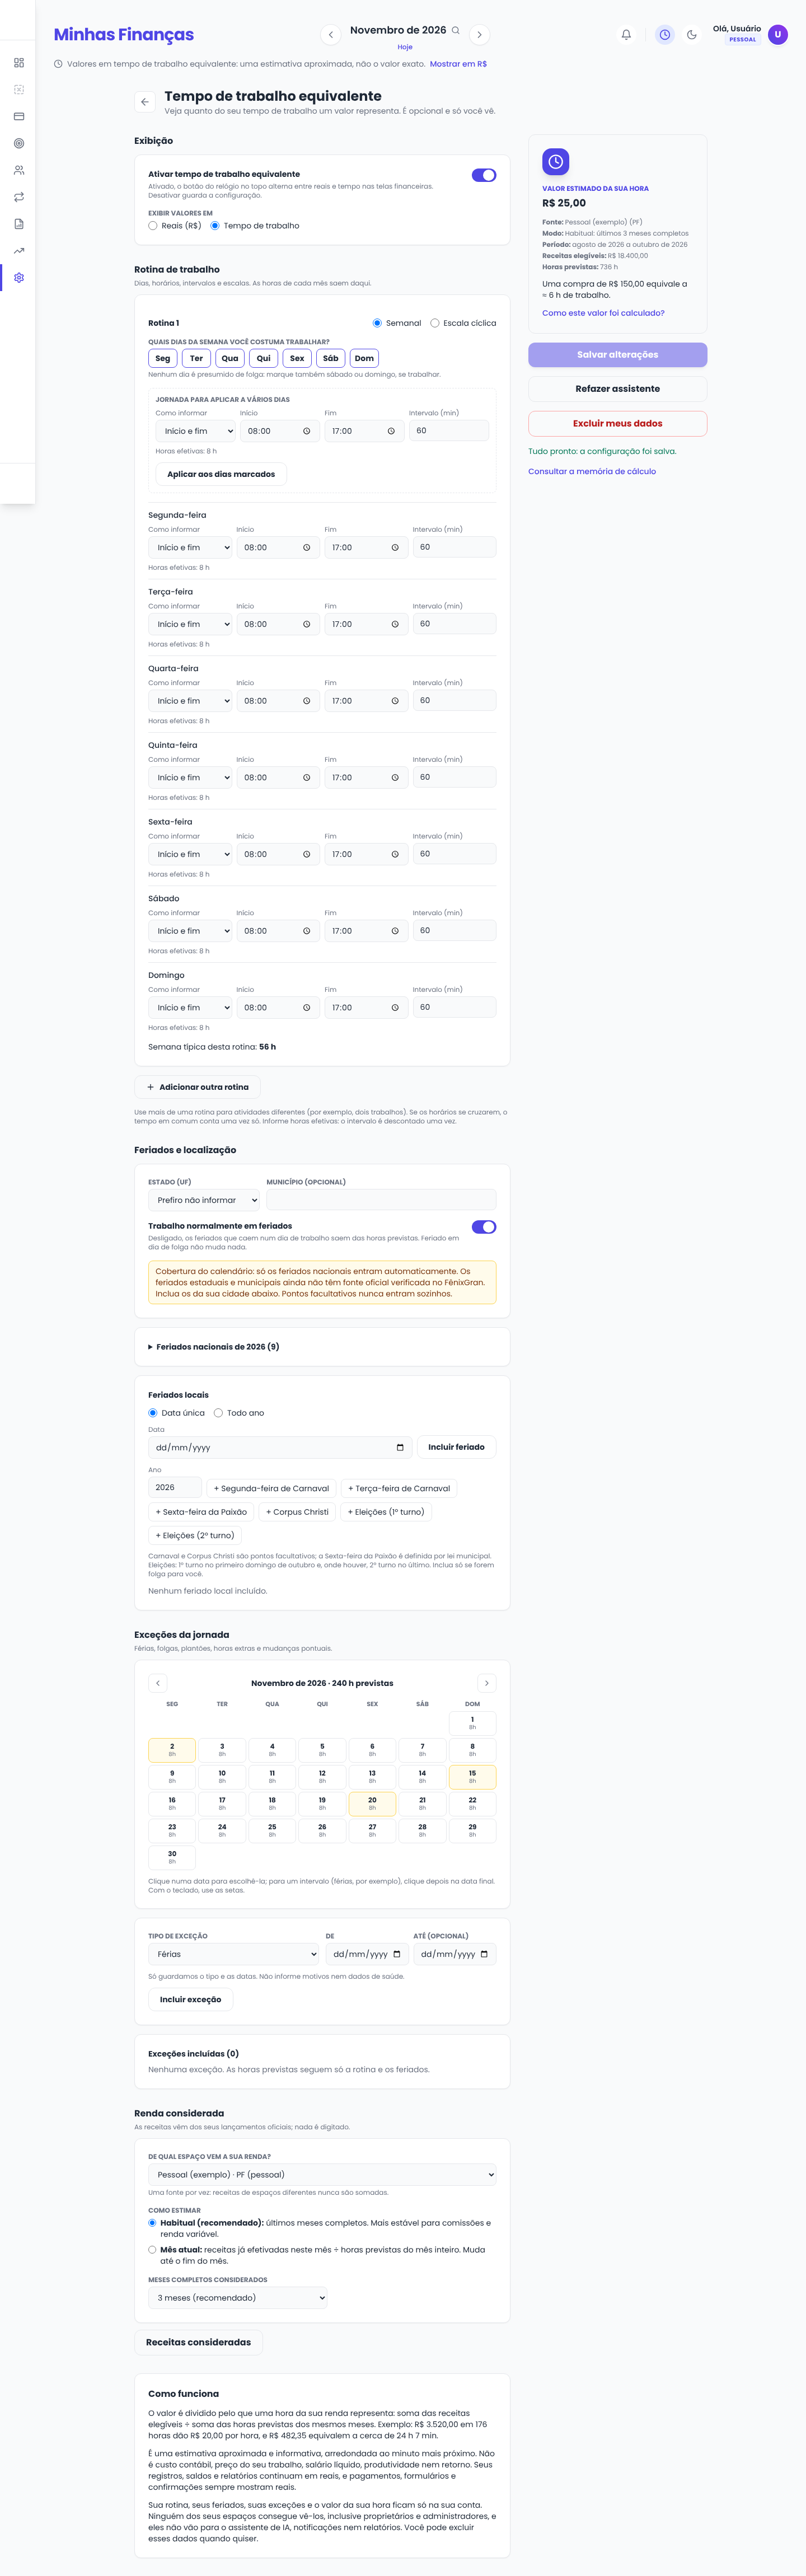 Minhas Finanças
Novembro de 2026
Hoje
Olá, Usuário
PESSOAL
U
Valores em tempo de trabalho equivalente: uma estimativa aproximada, não o valor exato. Mostrar em R$
Tempo de trabalho equivalente
Veja quanto do seu tempo de trabalho um valor representa. É opcional e só você vê.
Exibição
Ativar tempo de trabalho equivalente
Ativado, o botão do relógio no topo alterna entre reais e tempo nas telas financeiras.
Desativar guarda a configuração.
EXIBIR VALORES EM
Reais (R$) Tempo de trabalho
Rotina de trabalho
Dias, horários, intervalos e escalas. As horas de cada mês saem daqui.
Rotina 1
Semanal Escala cíclica
QUAIS DIAS DA SEMANA VOCÊ COSTUMA TRABALHAR?
Seg Ter Qua Qui Sex Sáb Dom
Nenhum dia é presumido de folga: marque também sábado ou domingo, se trabalhar.
JORNADA PARA APLICAR A VÁRIOS DIAS
Como informar Início Fim Intervalo (min)
Início e fim 08:00 17:00 60
Horas efetivas: 8 h
Aplicar aos dias marcados
Segunda-feira
Como informar Início Fim Intervalo (min)
Início e fim 08:00 17:00 60
Horas efetivas: 8 h
Terça-feira
Como informar Início Fim Intervalo (min)
Início e fim 08:00 17:00 60
Horas efetivas: 8 h
Quarta-feira
Como informar Início Fim Intervalo (min)
Início e fim 08:00 17:00 60
Horas efetivas: 8 h
Quinta-feira
Como informar Início Fim Intervalo (min)
Início e fim 08:00 17:00 60
Horas efetivas: 8 h
Sexta-feira
Como informar Início Fim Intervalo (min)
Início e fim 08:00 17:00 60
Horas efetivas: 8 h
Sábado
Como informar Início Fim Intervalo (min)
Início e fim 08:00 17:00 60
Horas efetivas: 8 h
Domingo
Como informar Início Fim Intervalo (min)
Início e fim 08:00 17:00 60
Horas efetivas: 8 h
Semana típica desta rotina: 56 h
+ Adicionar outra rotina
Use mais de uma rotina para atividades diferentes (por exemplo, dois trabalhos). Se os horários se cruzarem, o
tempo em comum conta uma vez só. Informe horas efetivas: o intervalo é descontado uma vez.
Feriados e localização
ESTADO (UF) MUNICÍPIO (OPCIONAL)
Prefiro não informar
Trabalho normalmente em feriados
Desligado, os feriados que caem num dia de trabalho saem das horas previstas. Feriado em
dia de folga não muda nada.
Cobertura do calendário: só os feriados nacionais entram automaticamente. Os
feriados estaduais e municipais ainda não têm fonte oficial verificada no FênixGran.
Inclua os da sua cidade abaixo. Pontos facultativos nunca entram sozinhos.
Feriados nacionais de 2026 (9)
Feriados locais
Data única Todo ano
Data
dd/mm/yyyy Incluir feriado
Ano
2026 + Segunda-feira de Carnaval + Terça-feira de Carnaval
+ Sexta-feira da Paixão + Corpus Christi + Eleições (1º turno)
+ Eleições (2º turno)
Carnaval e Corpus Christi são pontos facultativos; a Sexta-feira da Paixão é definida por lei municipal.
Eleições: 1º turno no primeiro domingo de outubro e, onde houver, 2º turno no último. Inclua só se forem
folga para você.
Nenhum feriado local incluído.
Exceções da jornada
Férias, folgas, plantões, horas extras e mudanças pontuais.
Novembro de 2026 · 240 h previstas
SEG TER QUA QUI SEX SÁB DOM
1
8h
2 3 4 5 6 7 8
8h 8h 8h 8h 8h 8h 8h
9 10 11 12 13 14 15
8h 8h 8h 8h 8h 8h 8h
16 17 18 19 20 21 22
8h 8h 8h 8h 8h 8h 8h
23 24 25 26 27 28 29
8h 8h 8h 8h 8h 8h 8h
30
8h
Clique numa data para escolhê-la; para um intervalo (férias, por exemplo), clique depois na data final.
Com o teclado, use as setas.
TIPO DE EXCEÇÃO DE ATÉ (OPCIONAL)
Férias dd/mm/yyyy dd/mm/yyyy
Só guardamos o tipo e as datas. Não informe motivos nem dados de saúde.
Incluir exceção
Exceções incluídas (0)
Nenhuma exceção. As horas previstas seguem só a rotina e os feriados.
Renda considerada
As receitas vêm dos seus lançamentos oficiais; nada é digitado.
DE QUAL ESPAÇO VEM A SUA RENDA?
Pessoal (exemplo) · PF (pessoal)
Uma fonte por vez: receitas de espaços diferentes nunca são somadas.
COMO ESTIMAR
Habitual (recomendado): últimos meses completos. Mais estável para comissões e
renda variável.
Mês atual: receitas já efetivadas neste mês ÷ horas previstas do mês inteiro. Muda
até o fim do mês.
MESES COMPLETOS CONSIDERADOS
3 meses (recomendado)
Receitas consideradas
Como funciona
O valor é dividido pelo que uma hora da sua renda representa: soma das receitas
elegíveis ÷ soma das horas previstas dos mesmos meses. Exemplo: R$ 3.520,00 em 176
horas dão R$ 20,00 por hora, e R$ 482,35 equivalem a cerca de 24 h 7 min.
É uma estimativa aproximada e informativa, arredondada ao minuto mais próximo. Não
é custo contábil, preço do seu trabalho, salário líquido, produtividade nem retorno. Seus
registros, saldos e relatórios continuam em reais, e pagamentos, formulários e
confirmações sempre mostram reais.
Sua rotina, seus feriados, suas exceções e o valor da sua hora ficam só na sua conta.
Ninguém dos seus espaços consegue vê-los, inclusive proprietários e administradores, e
eles não vão para o assistente de IA, notificações nem relatórios. Você pode excluir
esses dados quando quiser.
VALOR ESTIMADO DA SUA HORA
R$ 25,00
Fonte: Pessoal (exemplo) (PF)
Modo: Habitual: últimos 3 meses completos
Período: agosto de 2026 a outubro de 2026
Receitas elegíveis: R$ 18.400,00
Horas previstas: 736 h
Uma compra de R$ 150,00 equivale a
≈ 6 h de trabalho.
Como este valor foi calculado?
Salvar alterações
Refazer assistente
Excluir meus dados
Tudo pronto: a configuração foi salva.
Consultar a memória de cálculo